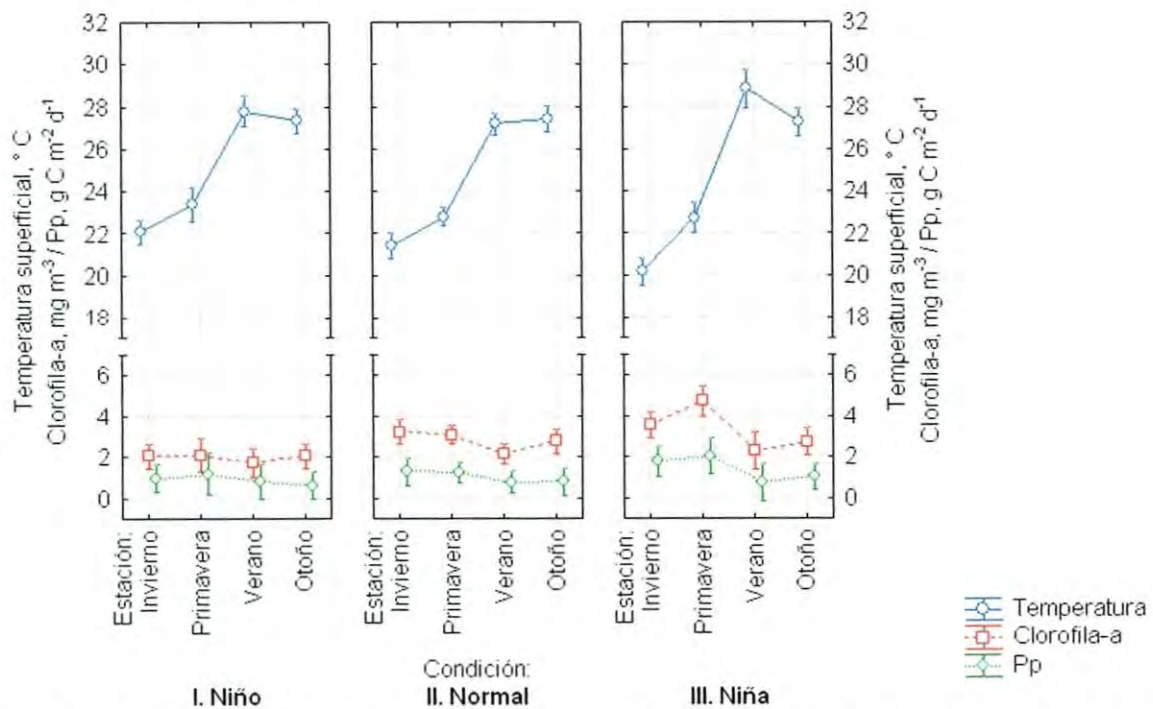 Temperatura superficial, ° C
Clorofila-a, mg m⁻³ / Pp, g C m⁻² d⁻¹
32
30
28
26
24
22
20
18
6
4
2
0
32
30
28
26
24
22
20
18
6
4
2
0
Temperatura superficial, ° C
Clorofila-a, mg m⁻³ / Pp, g C m⁻² d⁻¹
Estación:
Invierno
Primavera
Verano
Otoño
Estación:
Invierno
Primavera
Verano
Otoño
Estación:
Invierno
Primavera
Verano
Otoño
Condición:
I. Niño
II. Normal
III. Niña
Temperatura
Clorofila-a
Pp